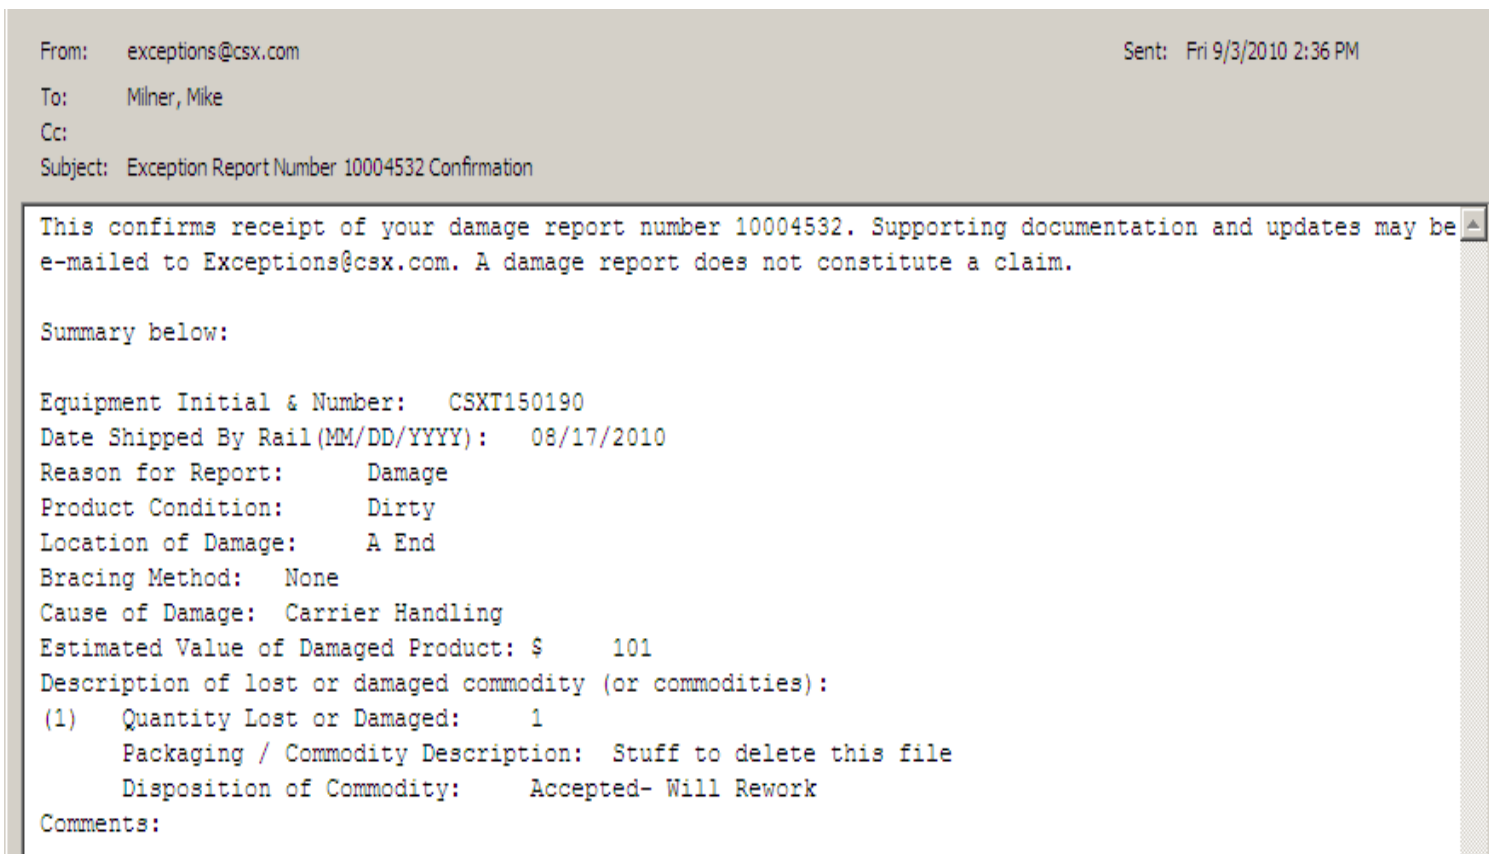 From: exceptions@csx.com Sent: Fri 9/3/2010 2:36 PM
To: Milner, Mike
Cc:
Subject: Exception Report Number 10004532 Confirmation
This confirms receipt of your damage report number 10004532. Supporting documentation and updates may be
e-mailed to Exceptions@csx.com. A damage report does not constitute a claim.
Summary below:
Equipment Initial & Number: CSXT150190
Date Shipped By Rail(MM/DD/YYYY): 08/17/2010
Reason for Report: Damage
Product Condition: Dirty
Location of Damage: A End
Bracing Method: None
Cause of Damage: Carrier Handling
Estimated Value of Damaged Product: $ 101
Description of lost or damaged commodity (or commodities):
(1) Quantity Lost or Damaged: 1
Packaging / Commodity Description: Stuff to delete this file
Disposition of Commodity: Accepted- Will Rework
Comments: